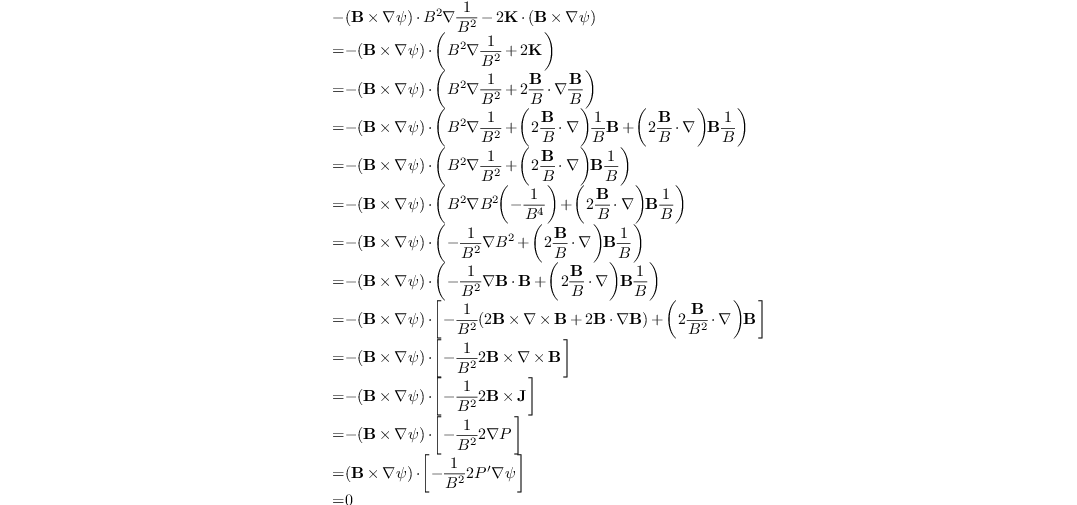 −(B × ∇ψ) · B²∇ 1/B² − 2K · (B × ∇ψ)
=−(B × ∇ψ) · ( B²∇ 1/B² + 2K )
=−(B × ∇ψ) · ( B²∇ 1/B² + 2 B/B · ∇ B/B )
=−(B × ∇ψ) · ( B²∇ 1/B² + ( 2 B/B · ∇ ) 1/B B + ( 2 B/B · ∇ ) B 1/B )
=−(B × ∇ψ) · ( B²∇ 1/B² + ( 2 B/B · ∇ ) B 1/B )
=−(B × ∇ψ) · ( B²∇B² ( − 1/B⁴ ) + ( 2 B/B · ∇ ) B 1/B )
=−(B × ∇ψ) · ( − 1/B² ∇B² + ( 2 B/B · ∇ ) B 1/B )
=−(B × ∇ψ) · ( − 1/B² ∇B · B + ( 2 B/B · ∇ ) B 1/B )
=−(B × ∇ψ) · [ − 1/B² (2B × ∇ × B + 2B · ∇B) + ( 2 B/B² · ∇ ) B ]
=−(B × ∇ψ) · [ − 1/B² 2B × ∇ × B ]
=−(B × ∇ψ) · [ − 1/B² 2B × J ]
=−(B × ∇ψ) · [ − 1/B² 2∇P ]
=(B × ∇ψ) · [ − 1/B² 2P′∇ψ ]
=0